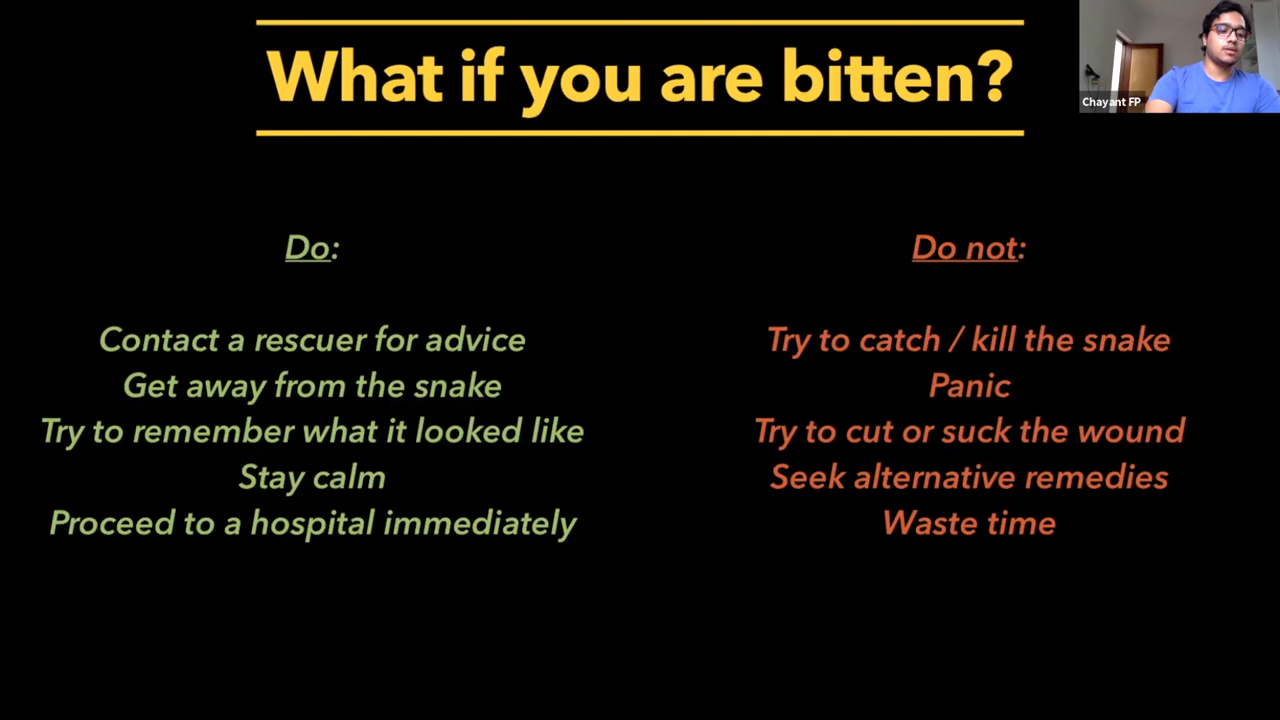 What if you are bitten?
Chayant FP
Do:
Contact a rescuer for advice
Get away from the snake
Try to remember what it looked like
Stay calm
Proceed to a hospital immediately
Do not:
Try to catch / kill the snake
Panic
Try to cut or suck the wound
Seek alternative remedies
Waste time